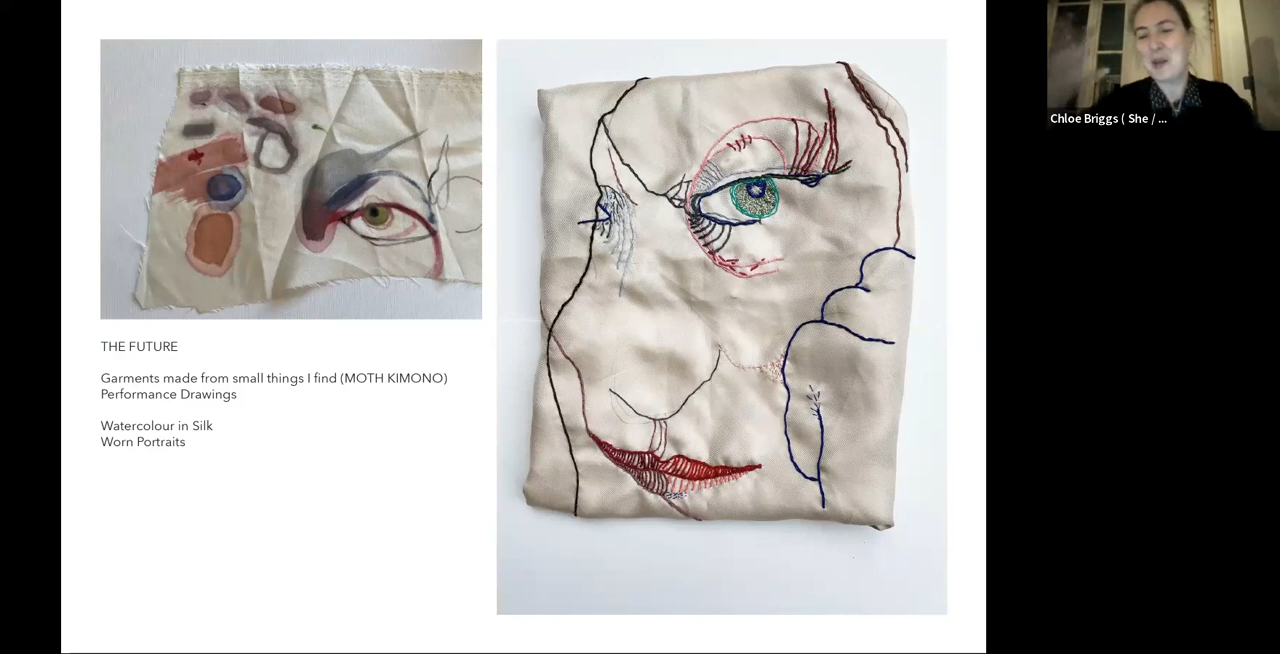 THE FUTURE
Garments made from small things I find (MOTH KIMONO)
Performance Drawings
Watercolour in Silk
Worn Portraits
Chloe Briggs ( She / ...